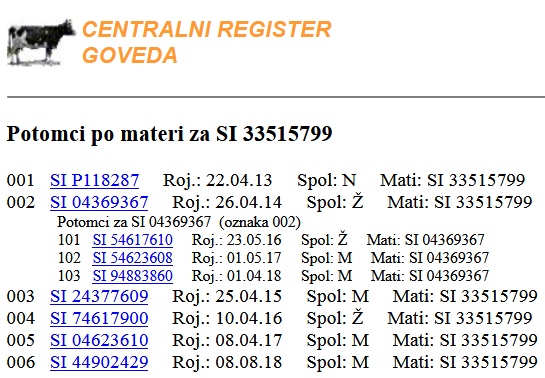 CENTRALNI REGISTER
GOVEDA
Potomci po materi za SI 33515799
001 SI P118287 Roj.: 22.04.13 Spol: N Mati: SI 33515799
002 SI 04369367 Roj.: 26.04.14 Spol: Ž Mati: SI 33515799
Potomci za SI 04369367 (oznaka 002)
101 SI 54617610 Roj.: 23.05.16 Spol: Ž Mati: SI 04369367
102 SI 54623608 Roj.: 01.05.17 Spol: M Mati: SI 04369367
103 SI 94883860 Roj.: 01.04.18 Spol: M Mati: SI 04369367
003 SI 24377609 Roj.: 25.04.15 Spol: M Mati: SI 33515799
004 SI 74617900 Roj.: 10.04.16 Spol: Ž Mati: SI 33515799
005 SI 04623610 Roj.: 08.04.17 Spol: M Mati: SI 33515799
006 SI 44902429 Roj.: 08.08.18 Spol: M Mati: SI 33515799